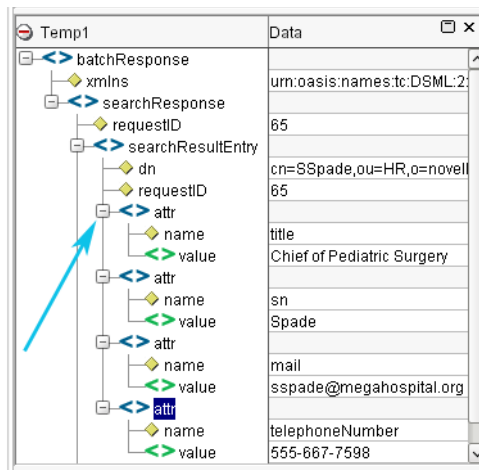 Temp1 Data
batchResponse
xmlns urn:oasis:names:tc:DSML:2:
searchResponse
requestID 65
searchResultEntry
dn cn=SSpade,ou=HR,o=novell
requestID 65
attr
name title
value Chief of Pediatric Surgery
attr
name sn
value Spade
attr
name mail
value sspade@megahospital.org
attr
name telephoneNumber
value 555-667-7598